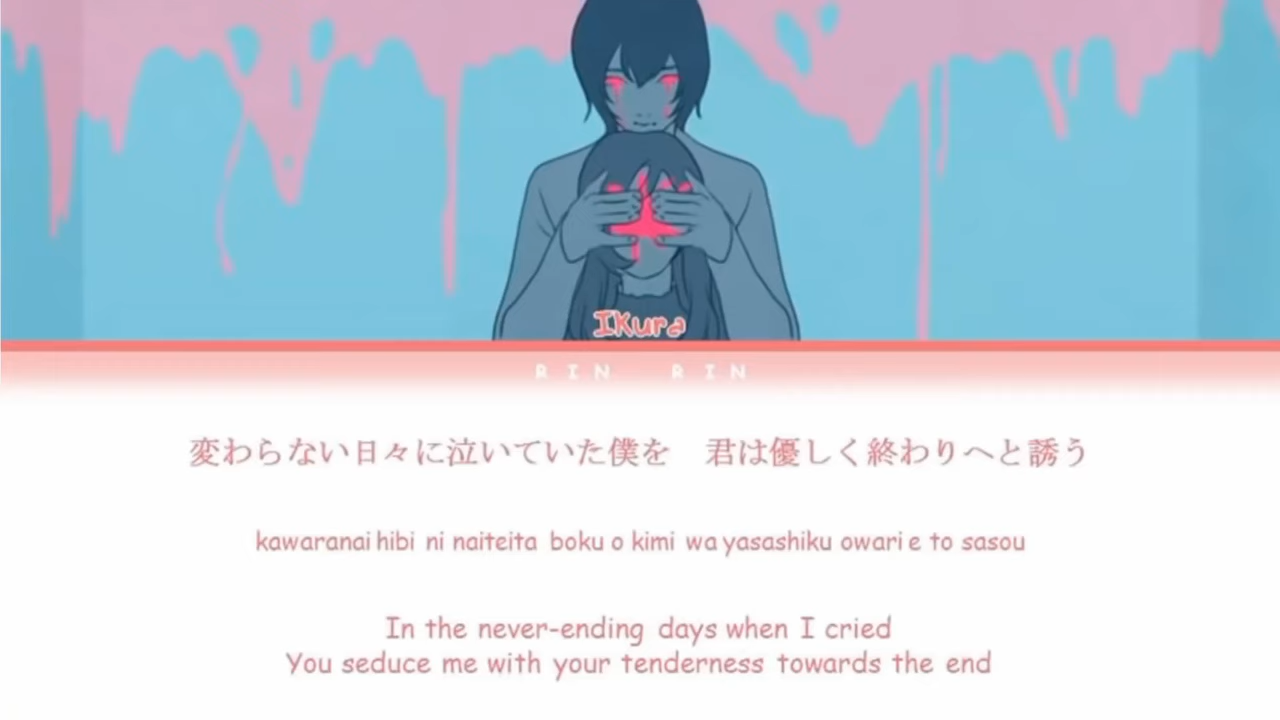 IKura
RIN RIN
変わらない日々に泣いていた僕を 君は優しく終わりへと誘う
kawaranai hibi ni naiteita boku o kimi wa yasashiku owari e to sasou
In the never-ending days when I cried
You seduce me with your tenderness towards the end